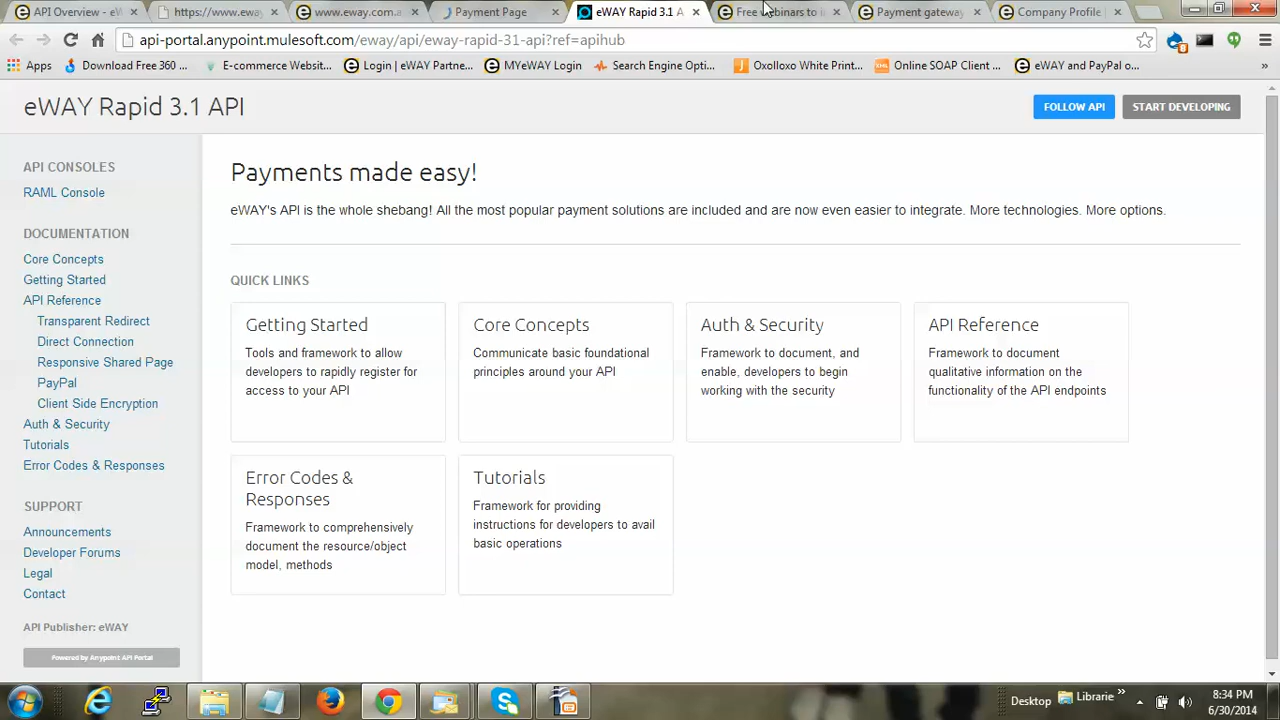 API Overview - eW
https://www.eway.com
www.eway.com.a
Payment Page
eWAY Rapid 3.1 A
Free webinars to i
Payment gateway
Company Profile
api-portal.anypoint.mulesoft.com/eway/api/eway-rapid-31-api?ref=apihub
Apps
Download Free 360 ...
E-commerce Websit...
Login | eWAY Partne...
MYeWAY Login
Search Engine Opti...
Oxolloxo White Print...
Online SOAP Client ...
eWAY and PayPal o...
»
eWAY Rapid 3.1 API
FOLLOW API
START DEVELOPING
API CONSOLES
RAML Console
DOCUMENTATION
Core Concepts
Getting Started
API Reference
Transparent Redirect
Direct Connection
Responsive Shared Page
PayPal
Client Side Encryption
Auth & Security
Tutorials
Error Codes & Responses
SUPPORT
Announcements
Developer Forums
Legal
Contact
API Publisher: eWAY
Powered by Anypoint API Portal
Payments made easy!
eWAY's API is the whole shebang! All the most popular payment solutions are included and are now even easier to integrate. More technologies. More options.
QUICK LINKS
Getting Started
Tools and framework to allow
developers to rapidly register for
access to your API
Core Concepts
Communicate basic foundational
principles around your API
Auth & Security
Framework to document, and
enable, developers to begin
working with the security
API Reference
Framework to document
qualitative information on the
functionality of the API endpoints
Error Codes &
Responses
Framework to comprehensively
document the resource/object
model, methods
Tutorials
Framework for providing
instructions for developers to avail
basic operations
Desktop
Librarie
»
8:34 PM
6/30/2014